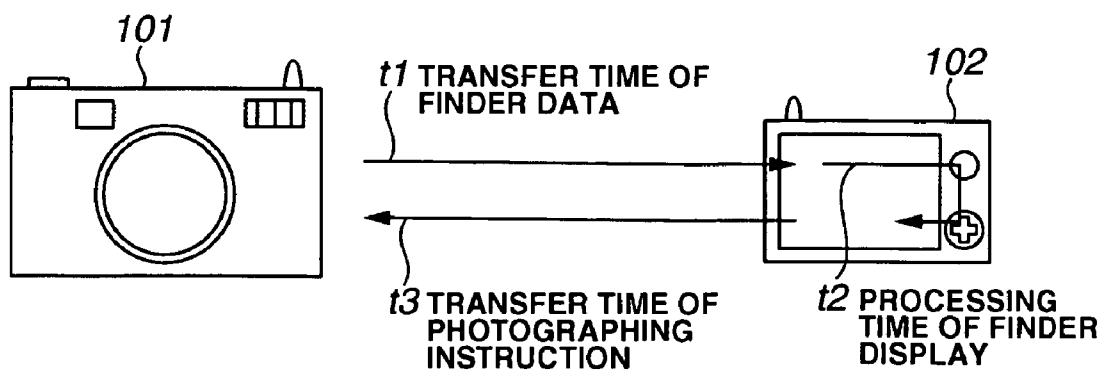 101
t1 TRANSFER TIME OF
FINDER DATA
102
t3 TRANSFER TIME OF
PHOTOGRAPHING
INSTRUCTION
t2 PROCESSING
TIME OF FINDER
DISPLAY